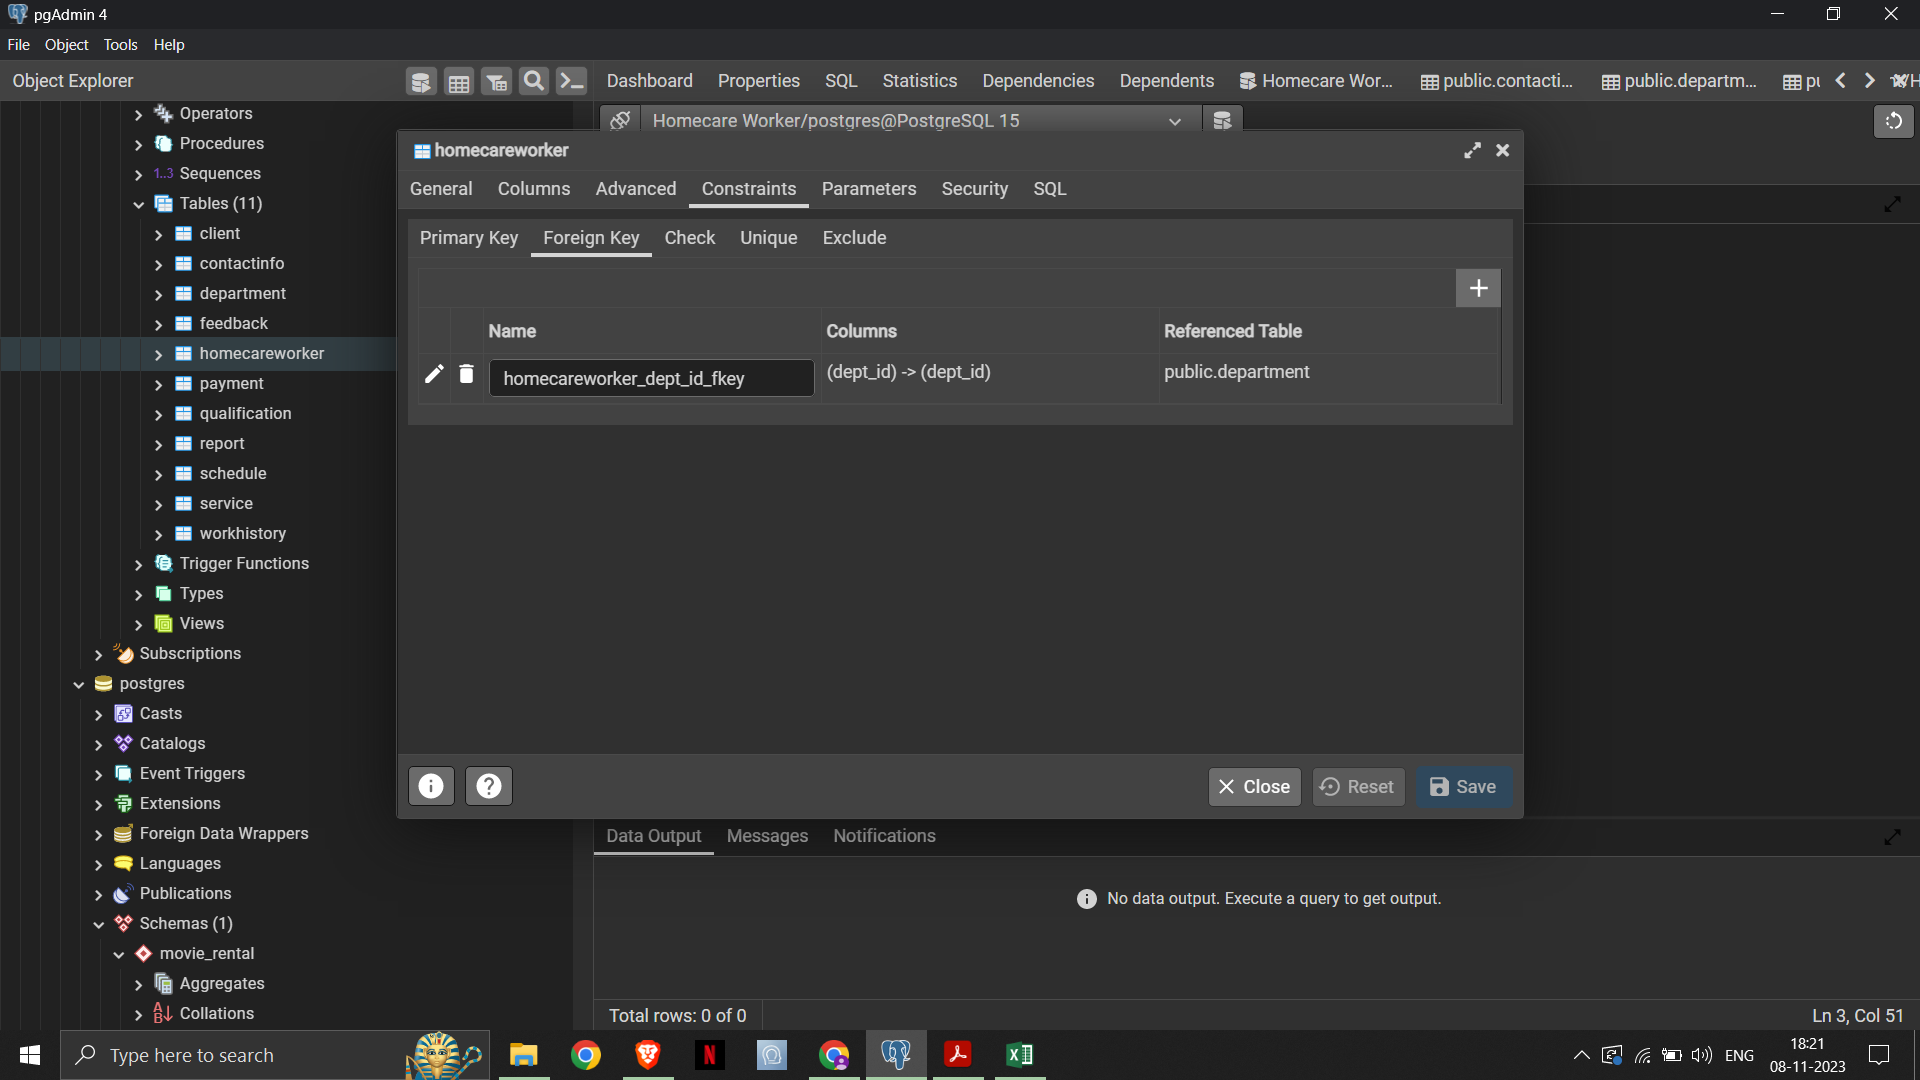 pgAdmin 4
File Object Tools Help
Object Explorer
Dashboard Properties SQL Statistics Dependencies Dependents Homecare Wor... public.contacti... public.departm...
Homecare Worker/postgres@PostgreSQL 15
Operators
Procedures
1..3 Sequences
Tables (11)
client
contactinfo
department
feedback
homecareworker
payment
qualification
report
schedule
service
workhistory
Trigger Functions
Types
Views
Subscriptions
postgres
Casts
Catalogs
Event Triggers
Extensions
Foreign Data Wrappers
Languages
Publications
Schemas (1)
movie_rental
Aggregates
Collations
homecareworker
General Columns Advanced Constraints Parameters Security SQL
Primary Key Foreign Key Check Unique Exclude
Name Columns Referenced Table
homecareworker_dept_id_fkey (dept_id) -> (dept_id) public.department
Close Reset Save
Data Output Messages Notifications
No data output. Execute a query to get output.
Total rows: 0 of 0
Ln 3, Col 51
Type here to search
ENG
18:21
08-11-2023